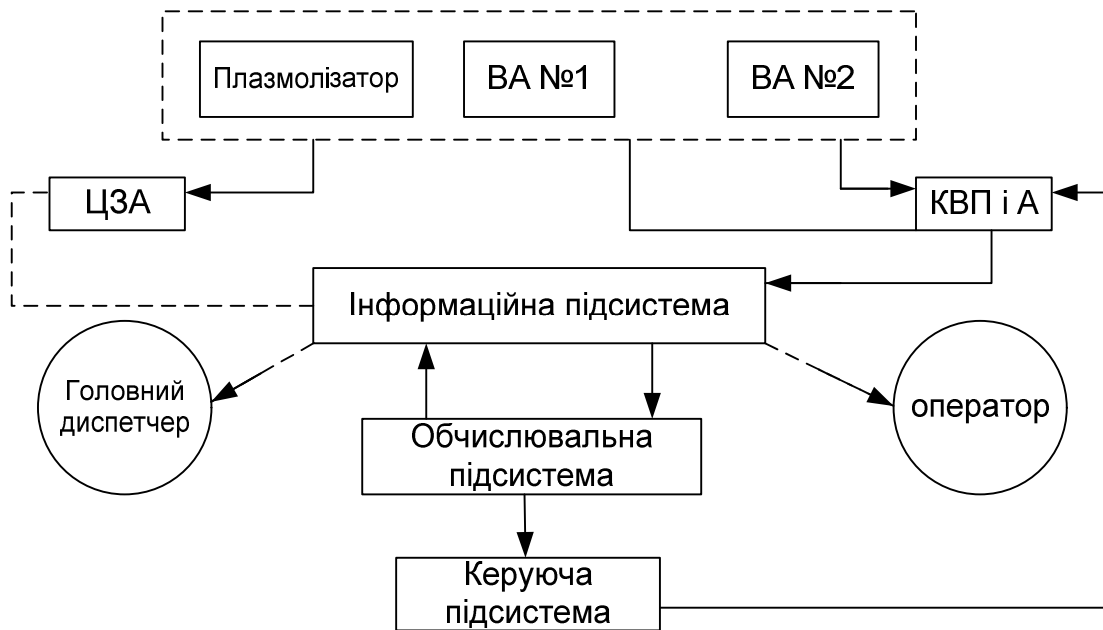 Плазмолізатор
ВА №1
ВА №2
ЦЗА
КВП і А
Інформаційна підсистема
Головний
диспетчер
оператор
Обчислювальна
підсистема
Керуюча
підсистема